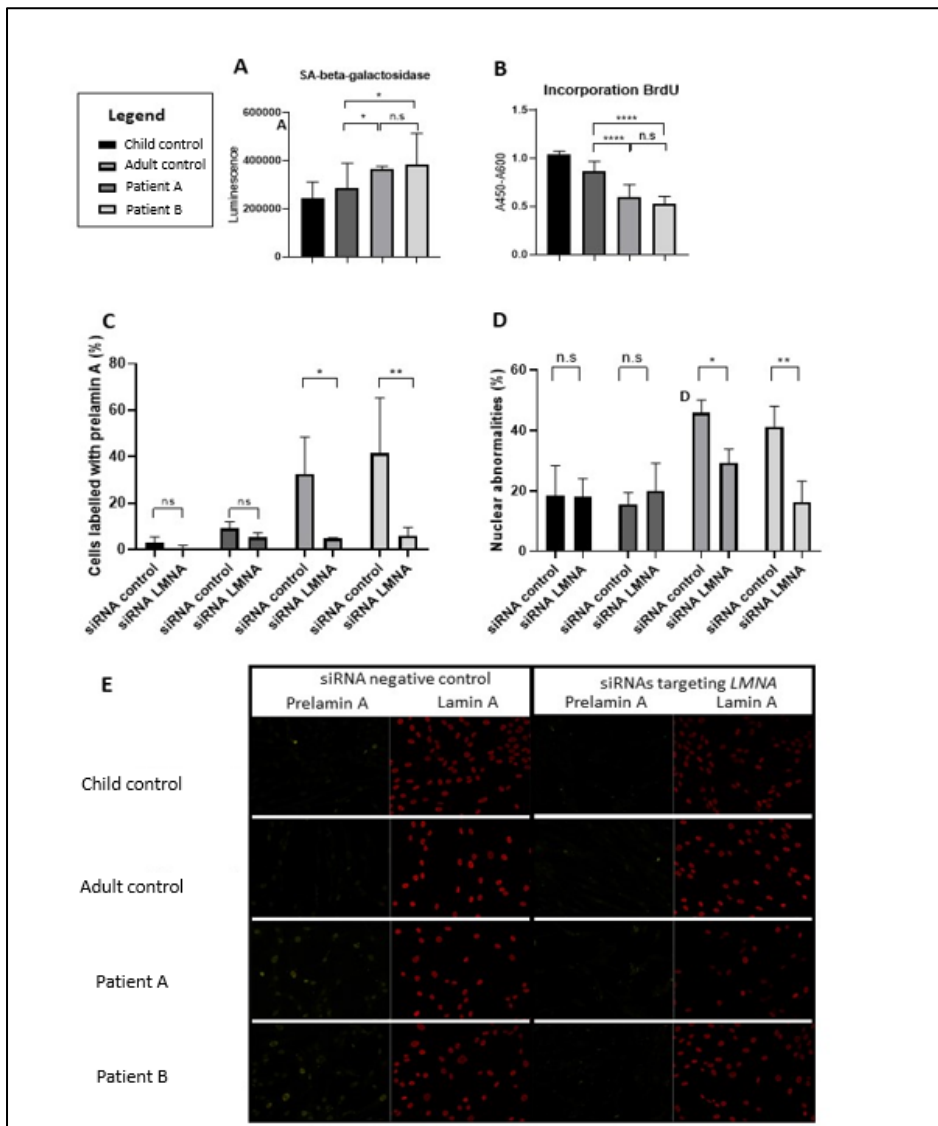 A
SA-beta-galactosidase
Legend
Child control
Adult control
Patient A
Patient B
Luminescence
600000
400000
200000
0
A
*
*
n.s
B
Incorporation BrdU
A450-A600
1.5
1.0
0.5
0.0
****
****
n.s
C
Cells labelled with prelamin A (%)
80
60
40
20
0
ns
ns
*
**
siRNA control
siRNA LMNA
siRNA control
siRNA LMNA
siRNA control
siRNA LMNA
siRNA control
siRNA LMNA
D
Nuclear abnormalities (%)
60
40
20
0
n.s
n.s
D
*
**
siRNA control
siRNA LMNA
siRNA control
siRNA LMNA
siRNA control
siRNA LMNA
siRNA control
siRNA LMNA
E
siRNA negative control
siRNAs targeting LMNA
Prelamin A
Lamin A
Prelamin A
Lamin A
Child control
Adult control
Patient A
Patient B